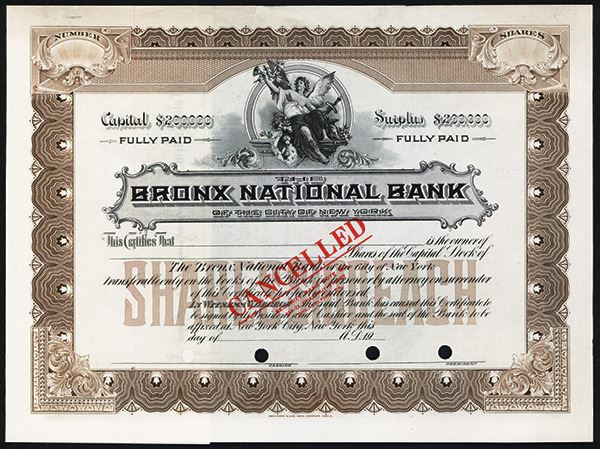 NUMBER
SHARES
Capital $200,000
Surplus $200,000
FULLY PAID
FULLY PAID
THE
BRONX NATIONAL BANK
OF THE CITY OF NEW YORK
This Certifies That
is the owner of
Shares of the Capital Stock of
The Bronx National Bank of the City of New York
transferable only on the Books of the Bank in person or by attorney on surrender
of this
In Witness Whereof, the said Bank has caused this Certificate to
be signed by its President and Cashier and the seal of the Bank to be
affixed at New York City, New York this
day of A.D. 19
SHARES EACH
CANCELLED
CASHIER
PRESIDENT